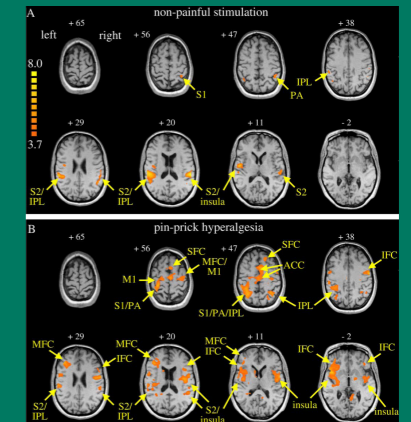 A
non-painful stimulation
+ 65
left
right
+ 56
+ 47
+ 38
8.0
3.7
S1
PA
IPL
+ 29
+ 20
+ 11
- 2
S2/
IPL
S2/
IPL
S2/
insula
S2
B
pin-prick hyperalgesia
+ 65
+ 56
+ 47
+ 38
SFC
MFC/
M1
M1
S1/PA
SFC
ACC
S1/PA/IPL
IFC
IPL
+ 29
+ 20
+ 11
- 2
MFC
IFC
S2/
IPL
MFC
S2/
IPL
S2/
insula
MFC
IFC
insula
IFC
IFC
insula